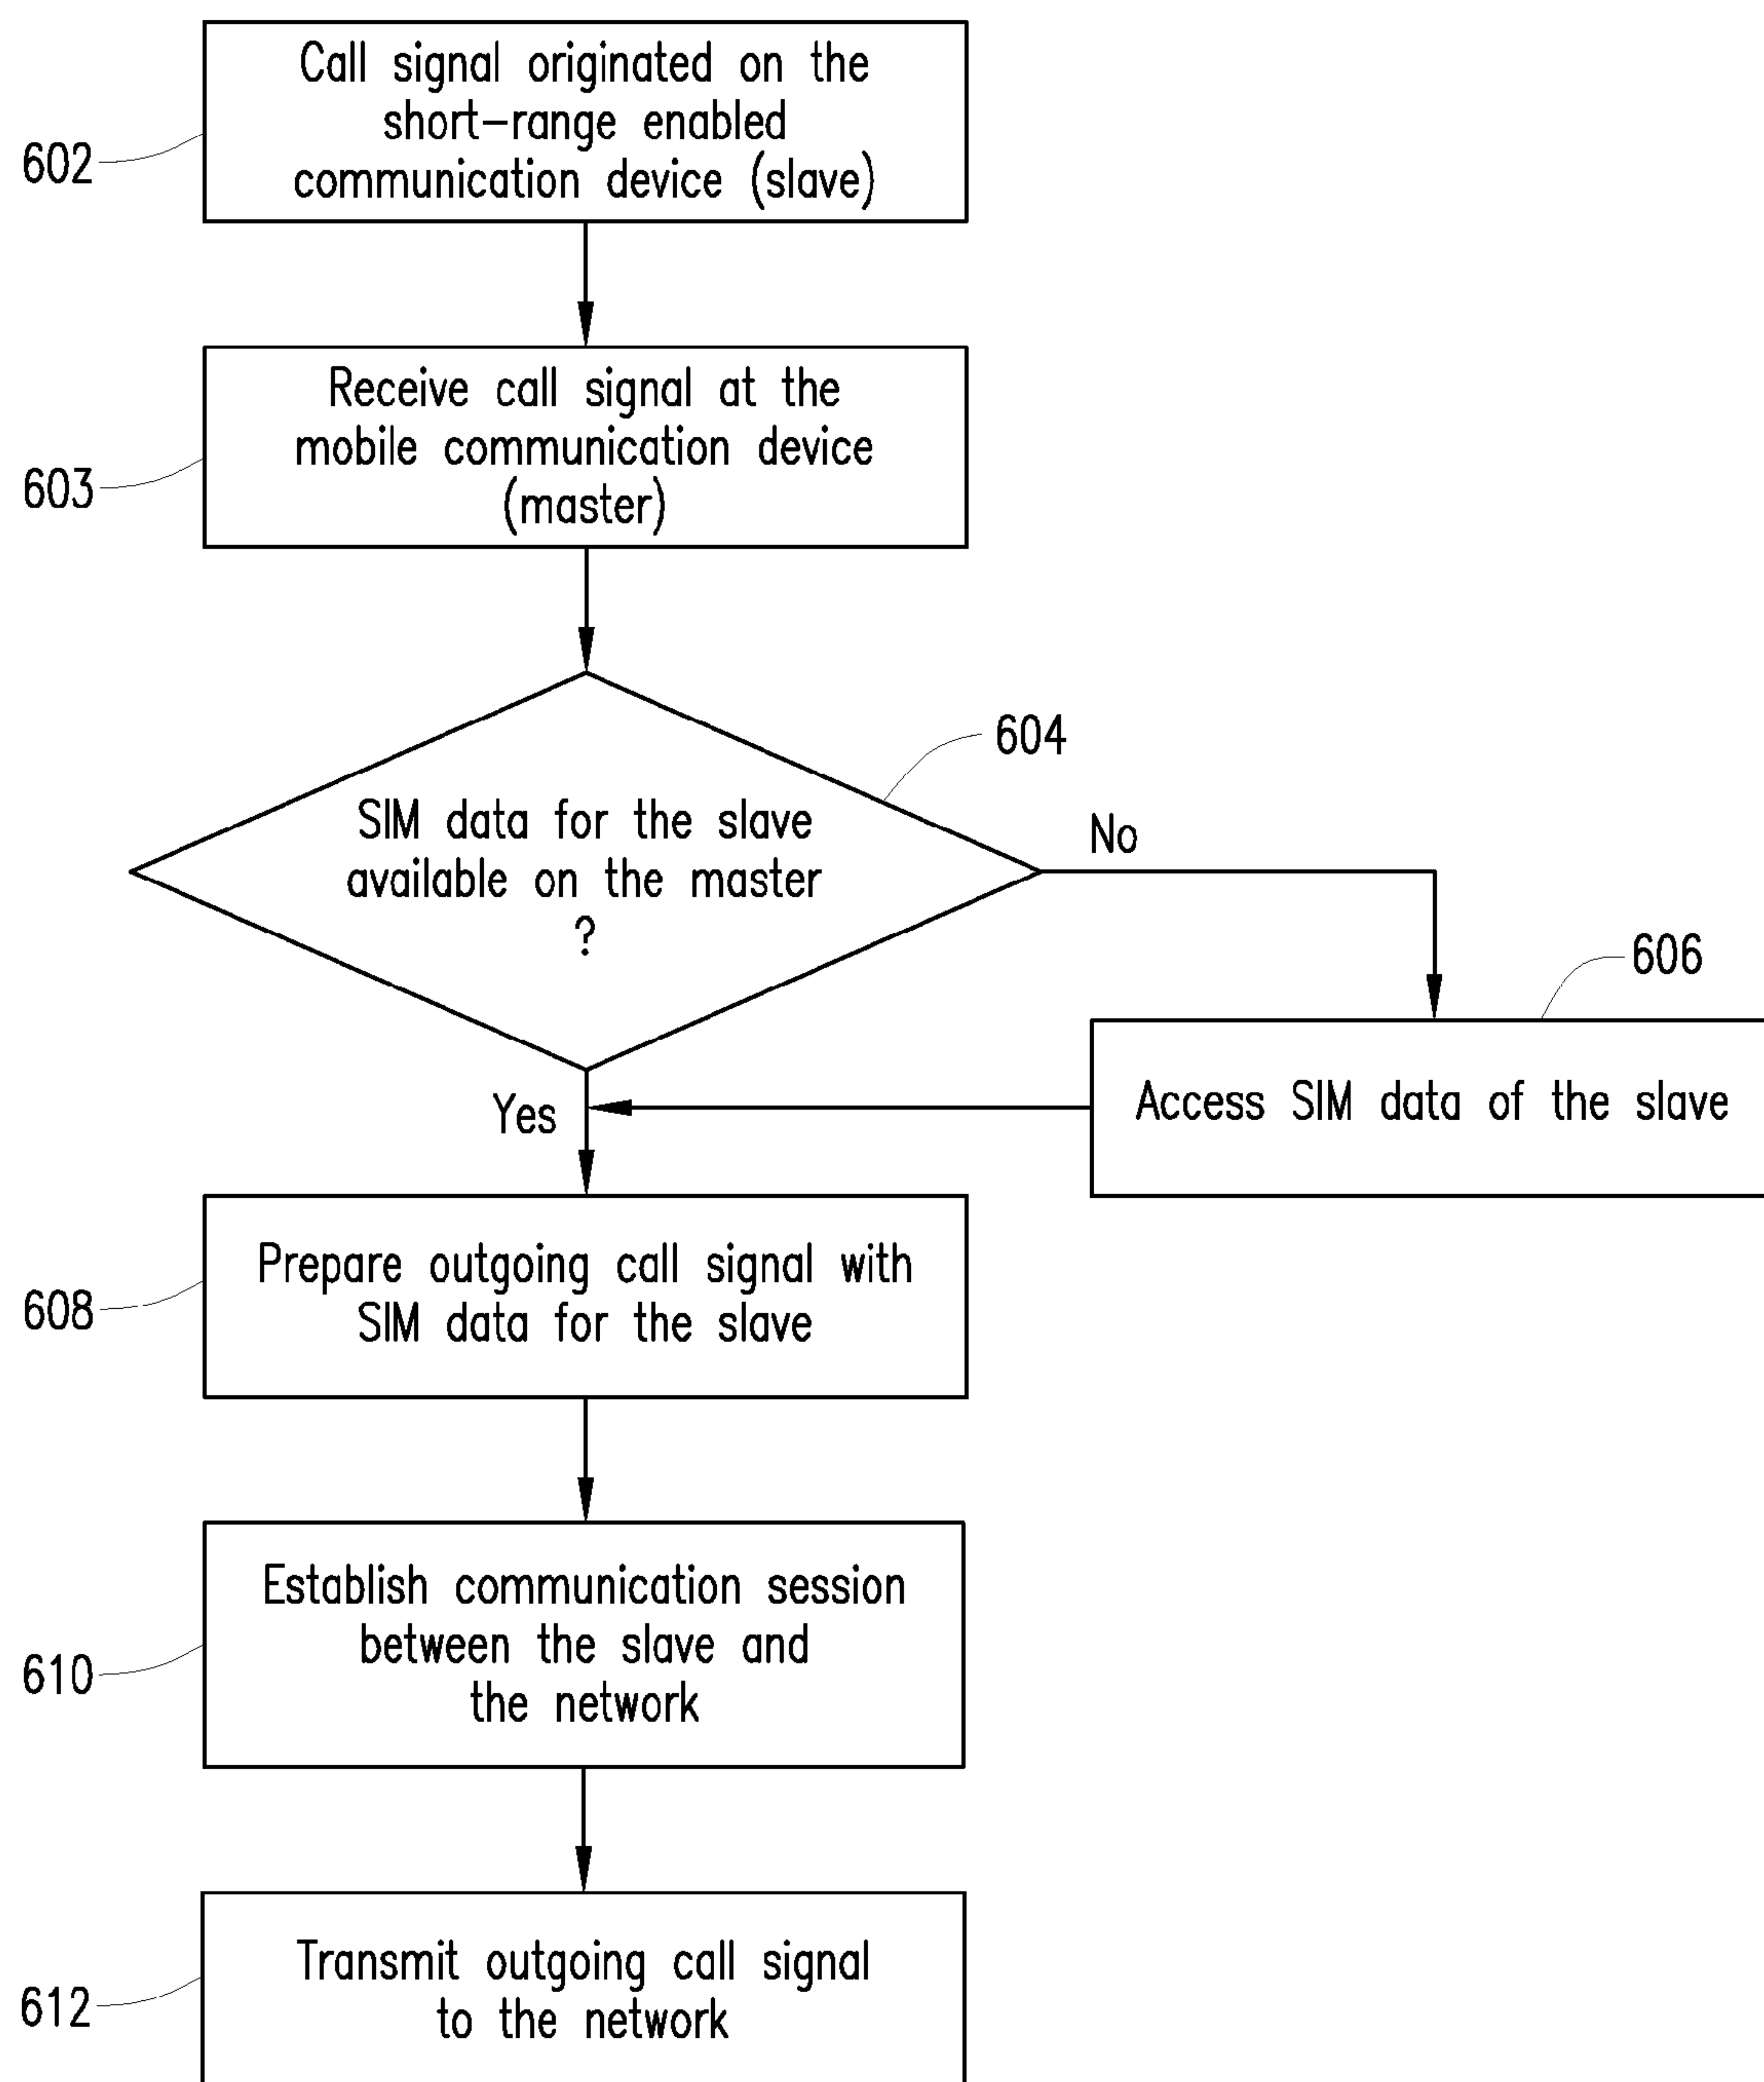 Call signal originated on the
short-range enabled
communication device (slave)
602
Receive call signal at the
mobile communication device
(master)
603
604
SIM data for the slave
available on the master
?
No
606
Access SIM data of the slave
Yes
Prepare outgoing call signal with
SIM data for the slave
608
Establish communication session
between the slave and
the network
610
Transmit outgoing call signal
to the network
612